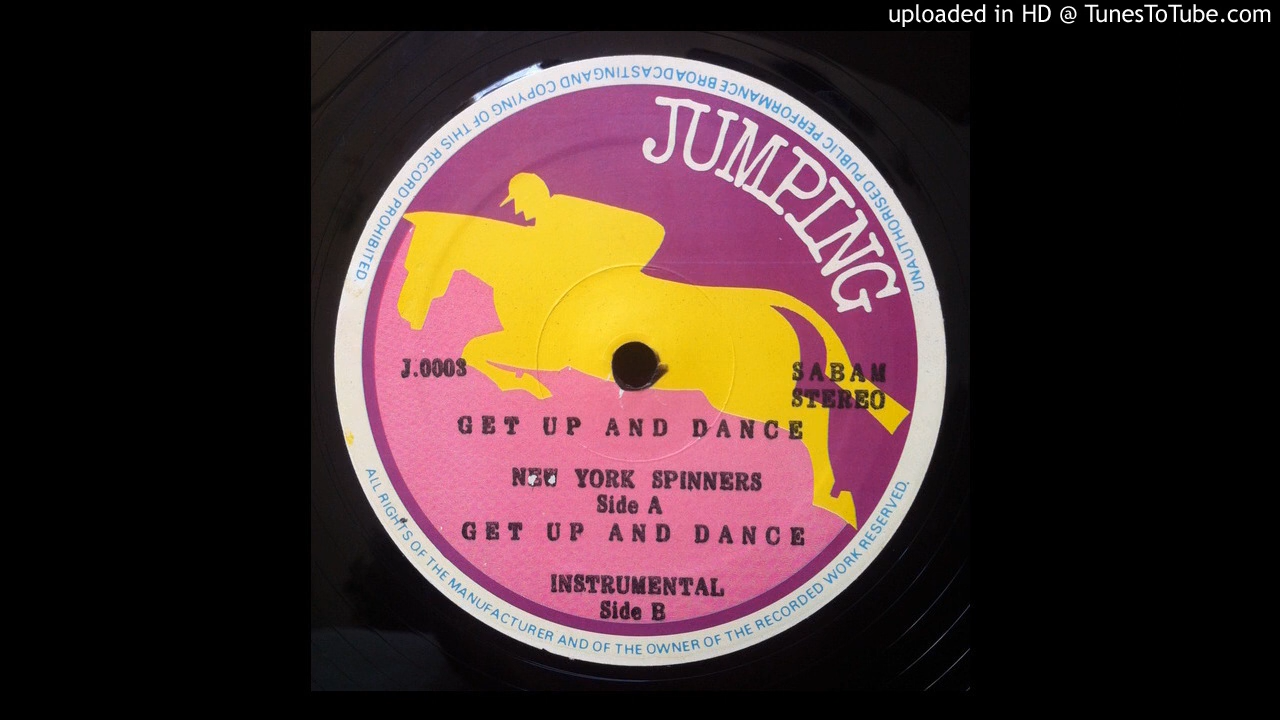 uploaded in HD @ TunesToTube.com
JUMPING
UNAUTHORISED PUBLIC PERFORMANCE BROADCASTING AND COPYING OF THIS RECORD PROHIBITED.
J.0003
SABAM
STEREO
GET UP AND DANCE
NEW YORK SPINNERS
Side A
GET UP AND DANCE
INSTRUMENTAL
Side B
ALL RIGHTS OF THE MANUFACTURER AND OF THE OWNER OF THE RECORDED WORK RESERVED.